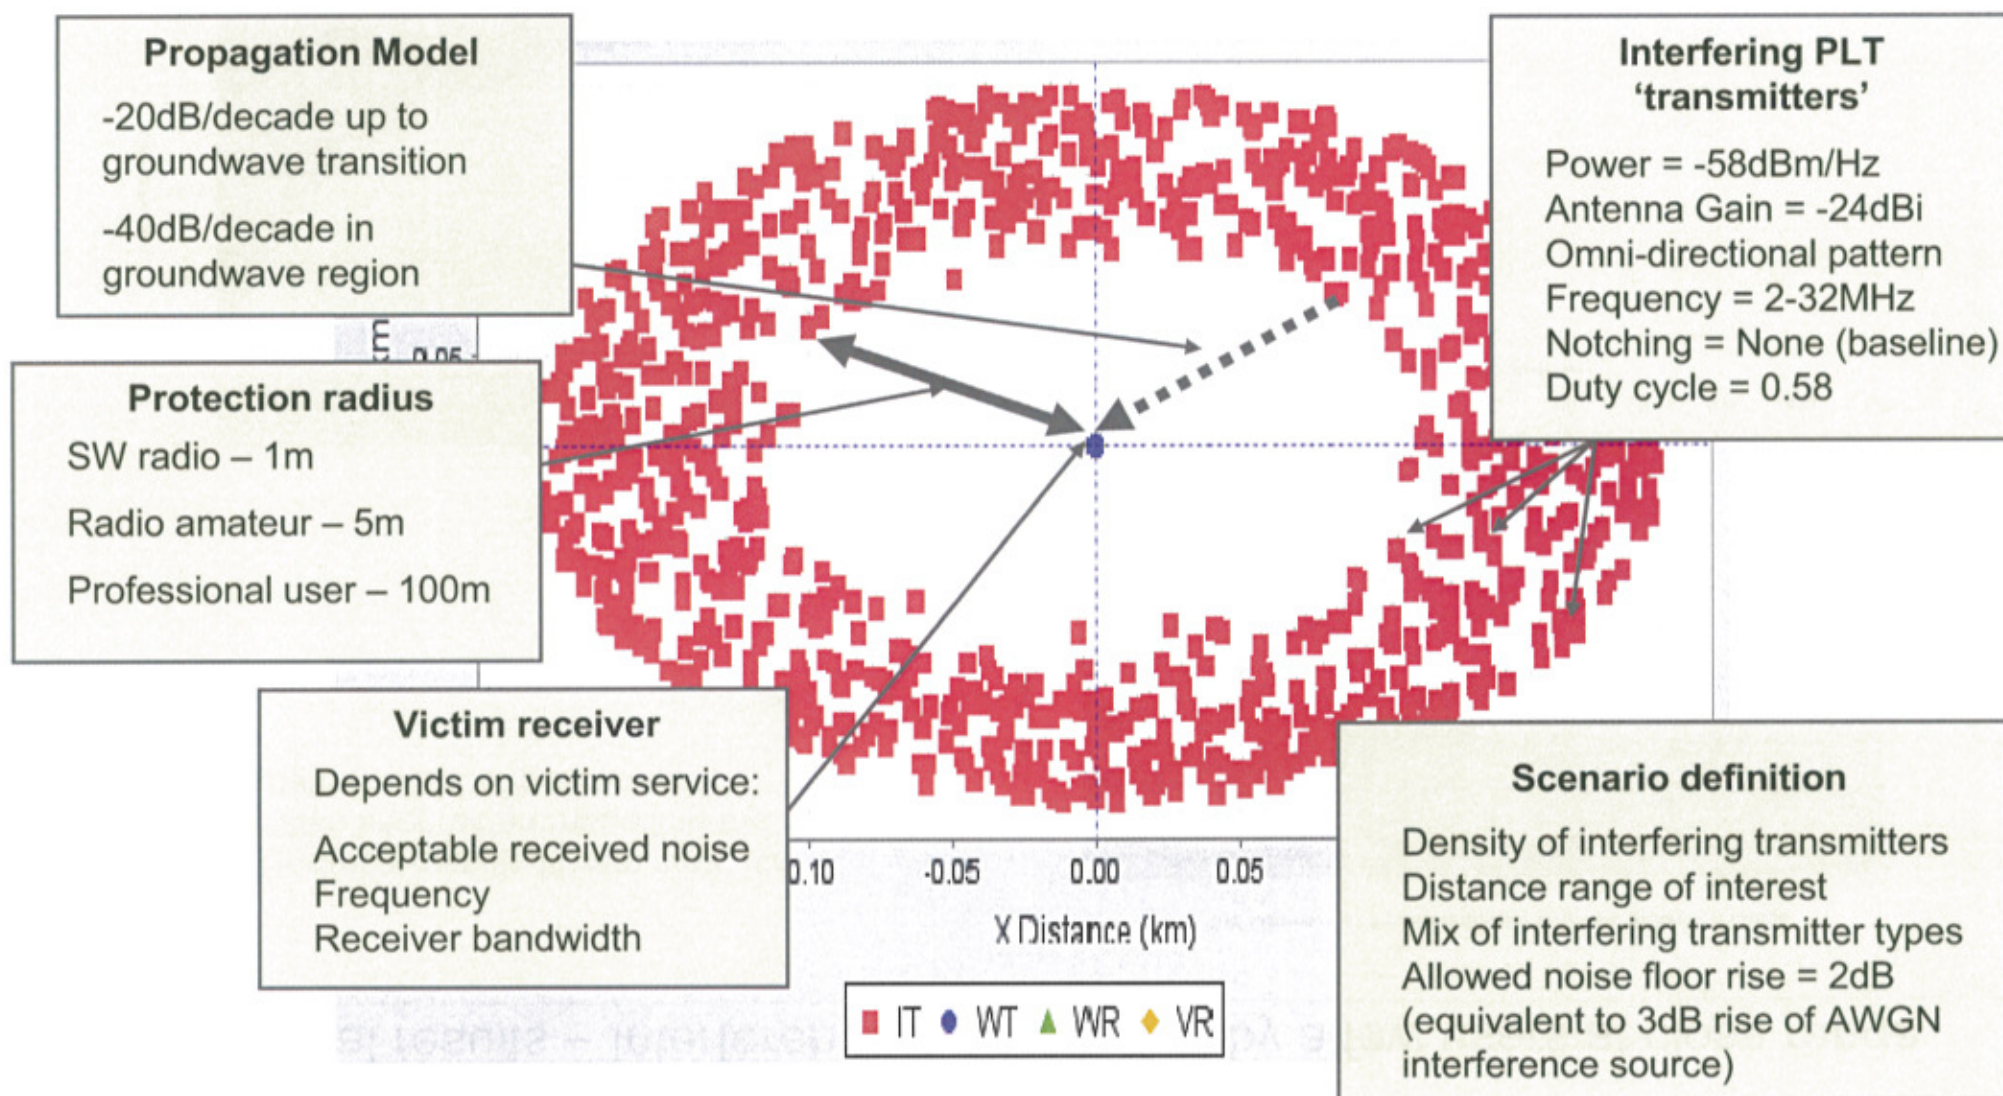 Propagation Model
-20dB/decade up to
groundwave transition
-40dB/decade in
groundwave region
Interfering PLT
‘transmitters’
Power = -58dBm/Hz
Antenna Gain = -24dBi
Omni-directional pattern
Frequency = 2-32MHz
Notching = None (baseline)
Duty cycle = 0.58
Protection radius
SW radio – 1m
Radio amateur – 5m
Professional user – 100m
Victim receiver
Depends on victim service:
Acceptable received noise
Frequency
Receiver bandwidth
Scenario definition
Density of interfering transmitters
Distance range of interest
Mix of interfering transmitter types
Allowed noise floor rise = 2dB
(equivalent to 3dB rise of AWGN
interference source)
0.05
0.10 -0.05 0.00 0.05
X Distance (km)
IT WT WR VR